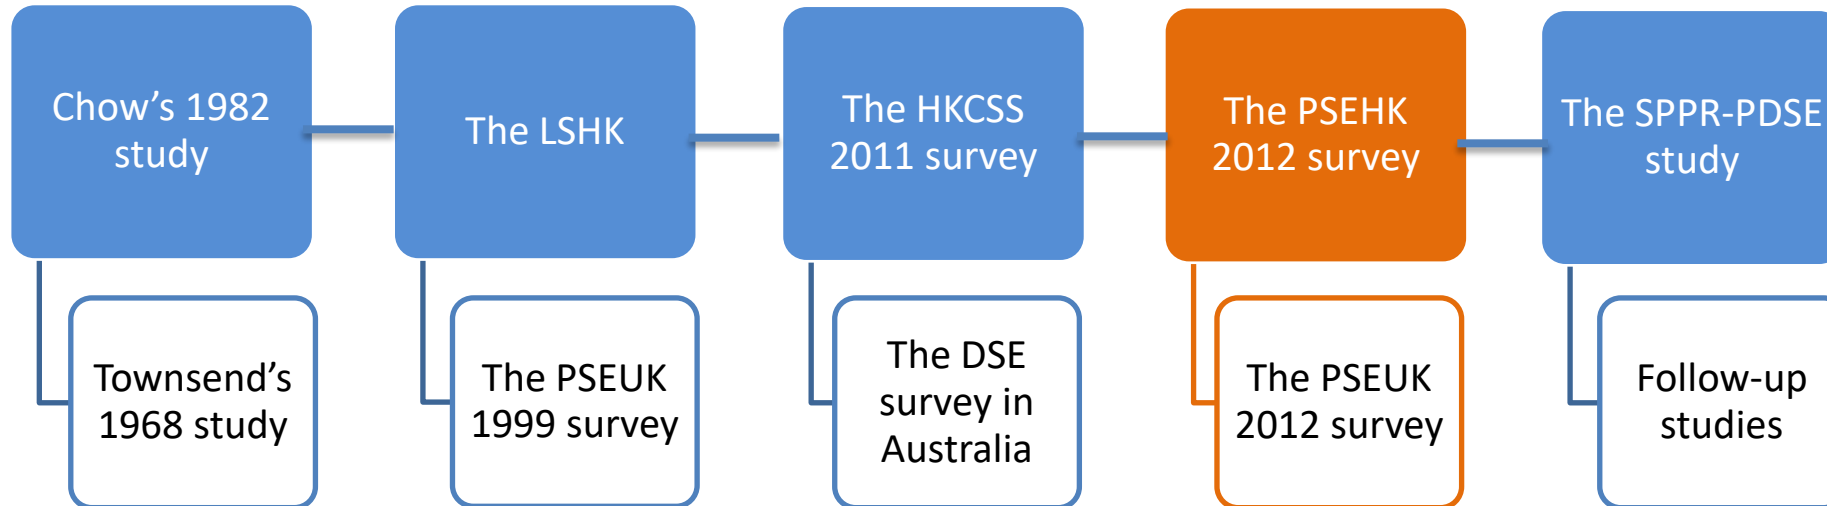 Chow’s 1982
study
The LSHK
The HKCSS
2011 survey
The PSEHK
2012 survey
The SPPR-PDSE
study
Townsend’s
1968 study
The PSEUK
1999 survey
The DSE
survey in
Australia
The PSEUK
2012 survey
Follow-up
studies